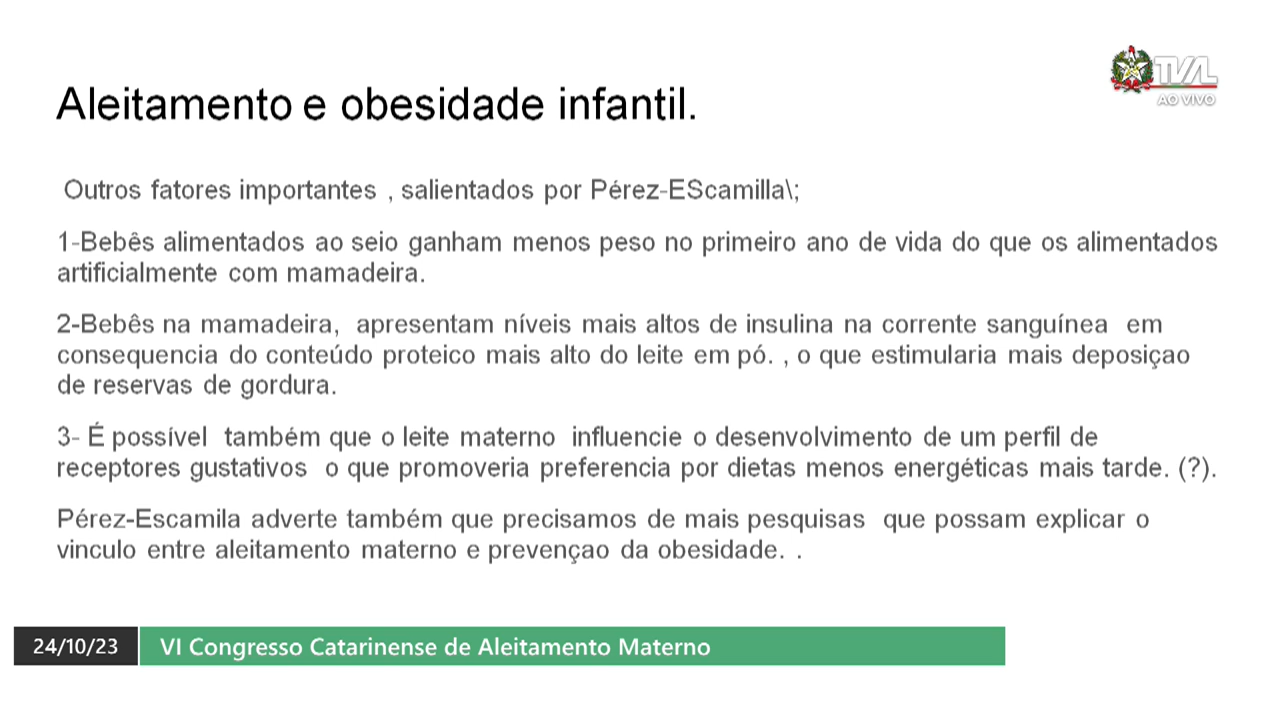 TVAL
AO VIVO
Aleitamento e obesidade infantil.
Outros fatores importantes , salientados por Pérez-EScamilla\;
1-Bebês alimentados ao seio ganham menos peso no primeiro ano de vida do que os alimentados
artificialmente com mamadeira.
2-Bebês na mamadeira,  apresentam níveis mais altos de insulina na corrente sanguínea  em
consequencia do conteúdo proteico mais alto do leite em pó. , o que estimularia mais deposiçao
de reservas de gordura.
3- É possível  também que o leite materno  influencie o desenvolvimento de um perfil de
receptores gustativos  o que promoveria preferencia por dietas menos energéticas mais tarde. (?).
Pérez-Escamila adverte também que precisamos de mais pesquisas  que possam explicar o
vinculo entre aleitamento materno e prevençao da obesidade. .
24/10/23
VI Congresso Catarinense de Aleitamento Materno